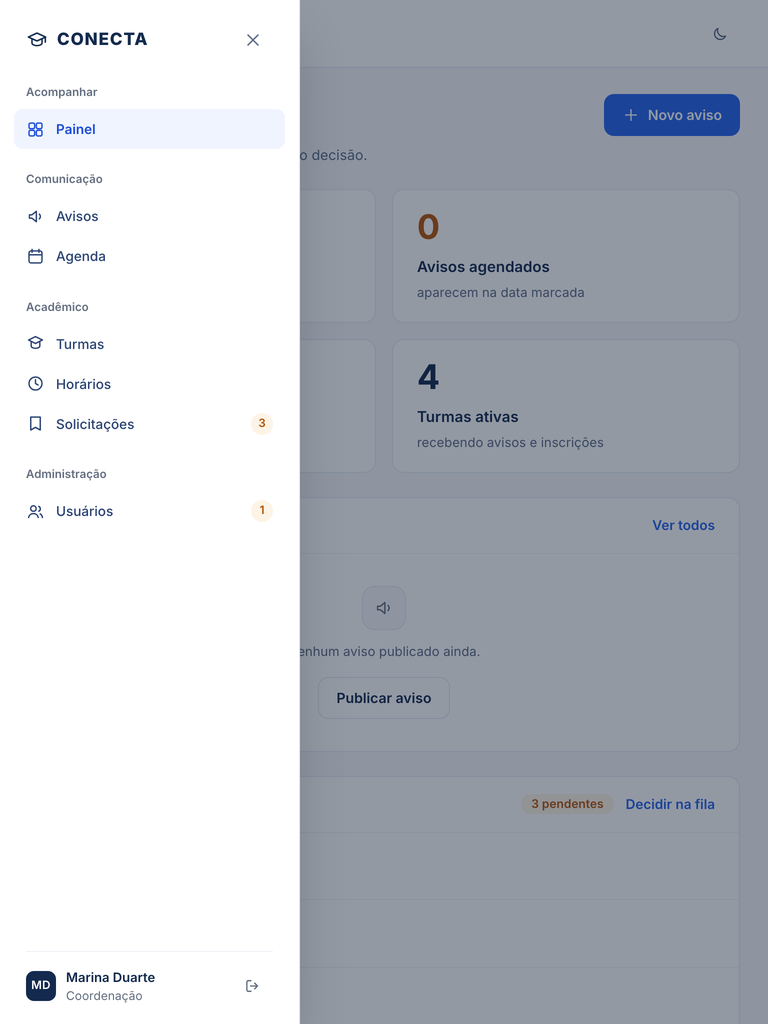 CONECTA
Acompanhar
Painel
Comunicação
Avisos
Agenda
Acadêmico
Turmas
Horários
Solicitações
3
Administração
Usuários
1
MD
Marina Duarte
Coordenação
Novo aviso
o decisão.
0
Avisos agendados
aparecem na data marcada
4
Turmas ativas
recebendo avisos e inscrições
Ver todos
enhum aviso publicado ainda.
Publicar aviso
3 pendentes
Decidir na fila